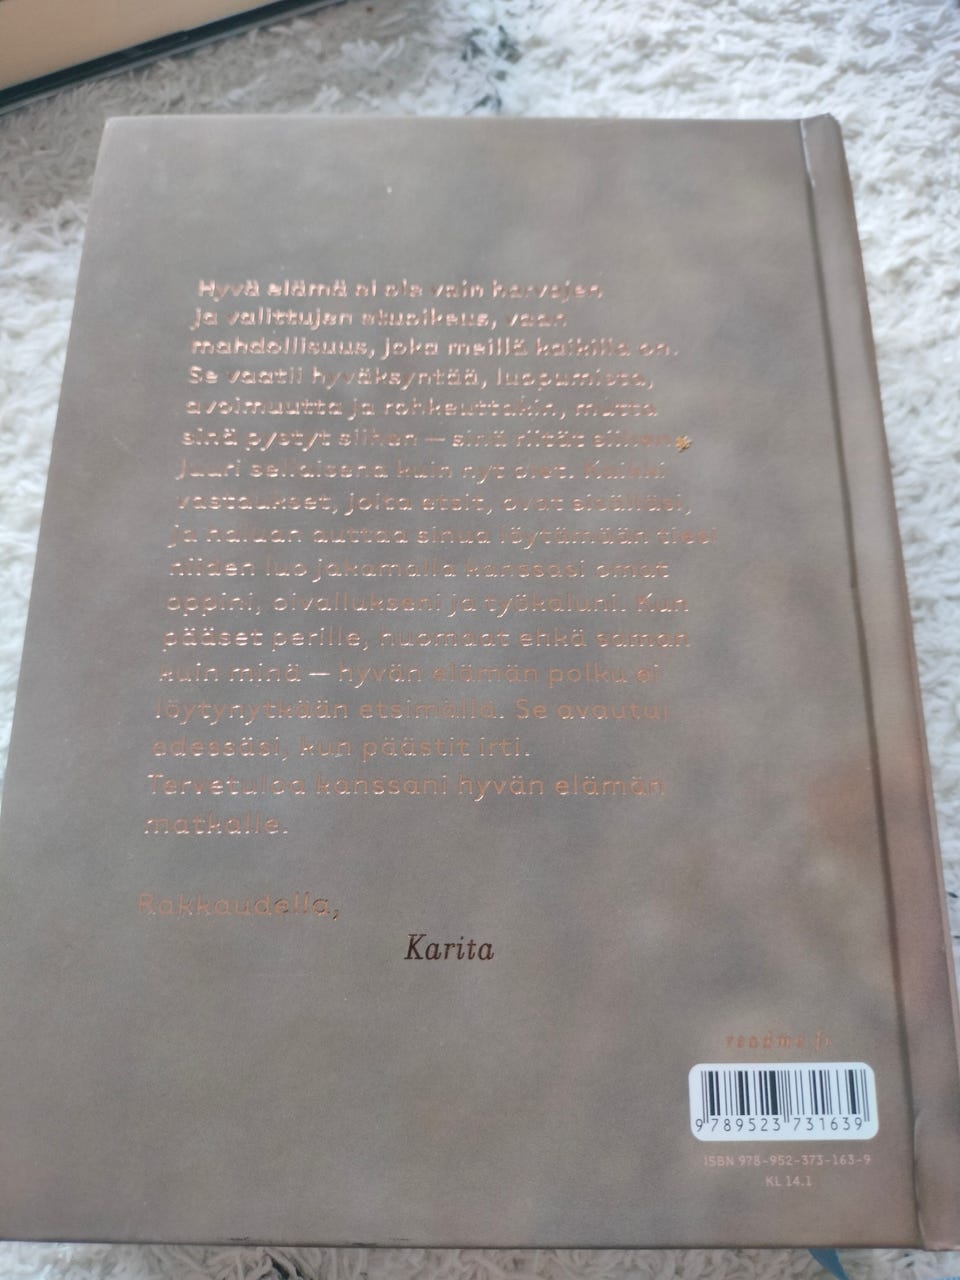 Hyvä elämä ei ole vain harvojen
ja valittujen etuoikeus, vaan
mahdollisuus, joka meillä kaikilla on.
Se vaatii hyväksyntää, luopumista,
avoimuutta ja rohkeuttakin, mutta
sinä pystyt siihen — sinä riität siihen.
Juuri sellaisena kuin nyt olet. Kaikki
vastaukset, joita etsit, ovat sisälläsi,
ja haluan auttaa sinua löytämään tiesi
niiden luo jakamalla kanssasi omat
oppini, oivallukseni ja työkaluni. Kun
pääset perille, huomaat ehkä saman
kuin minä — hyvän elämän polku ei
löytynytkään etsimällä. Se avautui
edessäsi, kun päästit irti.
Tervetuloa kanssani hyvän elämän
matkalle.
Rakkaudella,
Karita
readme.fi
9 789523 731639
ISBN 978-952-373-163-9
KL 14.1